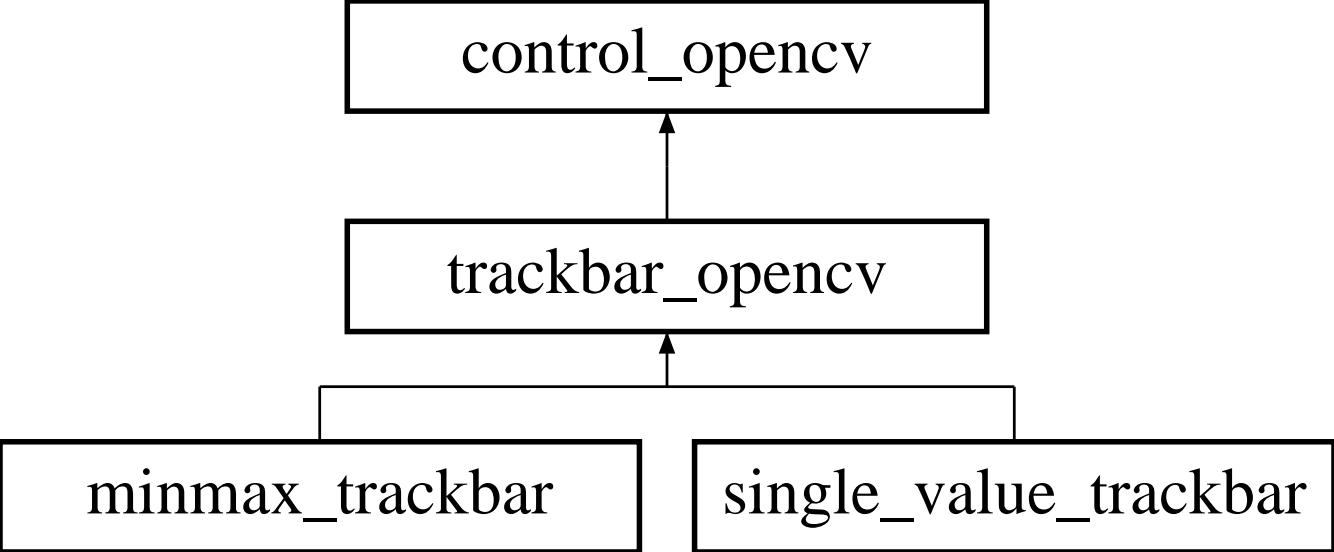 control_opencv
trackbar_opencv
minmax_trackbar
single_value_trackbar